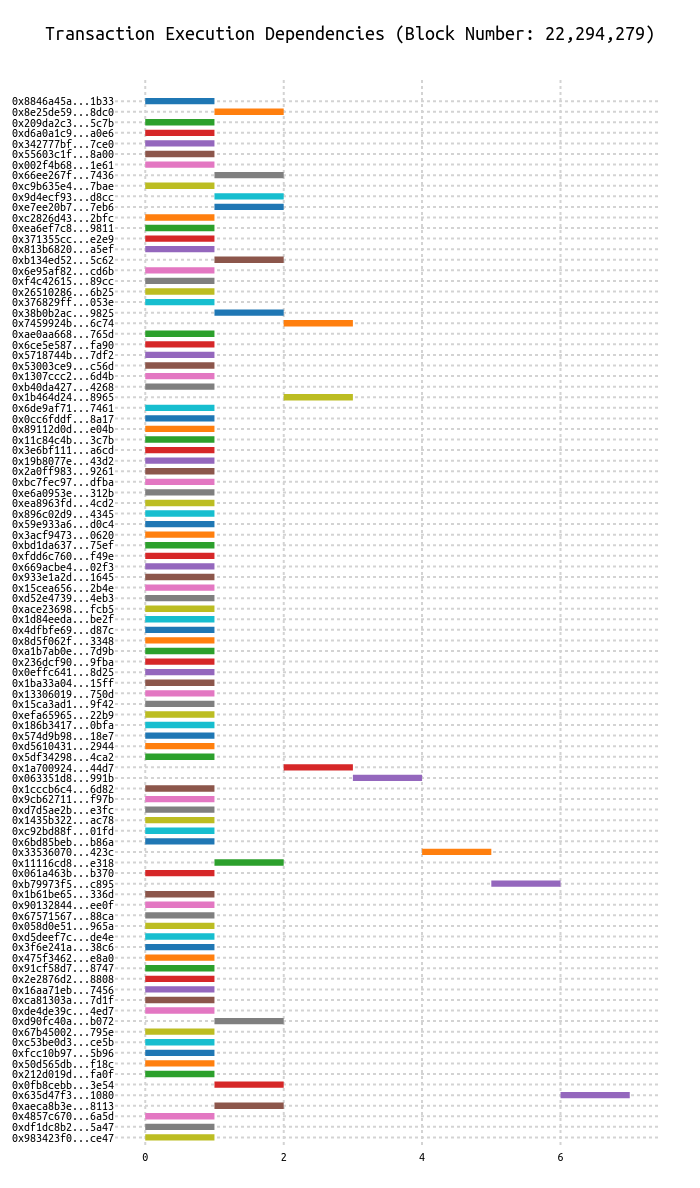 Transaction Execution Dependencies (Block Number: 22,294,279)
0x8846a45a...1b33
0x8e25de59...8dc0
0x209da2c3...5c7b
0xd6a0a1c9...a0e6
0x342777bf...7ce0
0x55603c1f...8a00
0x002f4b68...1e61
0x66ee267f...7436
0xc9b635e4...7bae
0x9d4ecf93...d8cc
0xe7ee20b7...7eb6
0xc2826d43...2bfc
0xea6ef7c8...9811
0x371355cc...e2e9
0x813b6820...a5ef
0xb134ed52...5c62
0x6e95af82...cd6b
0xf4c42615...89cc
0x26510286...6b25
0x376829ff...053e
0x38b0b2ac...9825
0x7459924b...6c74
0xae0aa668...765d
0x6ce5e587...fa90
0x5718744b...7df2
0x53003ce9...c56d
0x1307ccc2...6d4b
0xb40da427...4268
0x1b464d24...8965
0x6de9af71...7461
0x0cc6fddf...8a17
0x89112d0d...e04b
0x11c84c4b...3c7b
0x3e6bf111...a6cd
0x19b8077e...43d2
0x2a0ff983...9261
0xbc7fec97...dfba
0xe6a0953e...312b
0xea8963fd...4cd2
0x896c02d9...4345
0x59e933a6...d0c4
0x3acf9473...0620
0xbd1da637...75ef
0xfdd6c760...f49e
0x669acbe4...02f3
0x933e1a2d...1645
0x15cea656...2b4e
0xd52e4739...4eb3
0xace23698...fcb5
0x1d84eeda...be2f
0x4dfbfe69...d87c
0x8d5f062f...3348
0xa1b7ab0e...7d9b
0x236dcf90...9fba
0x0effc641...8d25
0x1ba33a04...15ff
0x13306019...750d
0x15ca3ad1...9f42
0xefa65965...22b9
0x186b3417...0bfa
0x574d9b98...18e7
0xd5610431...2944
0x5df34298...4ca2
0x1a700924...44d7
0x063351d8...991b
0x1cccb6c4...6d82
0x9cb62711...f97b
0xd7d5ae2b...e3fc
0x1435b322...ac78
0xc92bd88f...01fd
0x6bd85beb...b86a
0x33536070...423c
0x11116cd8...e318
0x061a463b...b370
0xb79973f5...c895
0x1b61be65...336d
0x90132844...ee0f
0x67571567...88ca
0x058d0e51...965a
0xd5deef7c...de4e
0x3f6e241a...38c6
0x475f3462...e8a0
0x91cf58d7...8747
0x2e2876d2...8808
0x16aa71eb...7456
0xca81303a...7d1f
0xde4de39c...4ed7
0xd90fc40a...b072
0x67b45002...795e
0xc53be0d3...ce5b
0xfcc10b97...5b96
0x50d565db...f18c
0x212d019d...fa0f
0x0fb8cebb...3e54
0x635d47f3...1080
0xaeca8b3e...8113
0x4857c670...6a5d
0xdf1dc8b2...5a47
0x983423f0...ce47
0 2 4 6